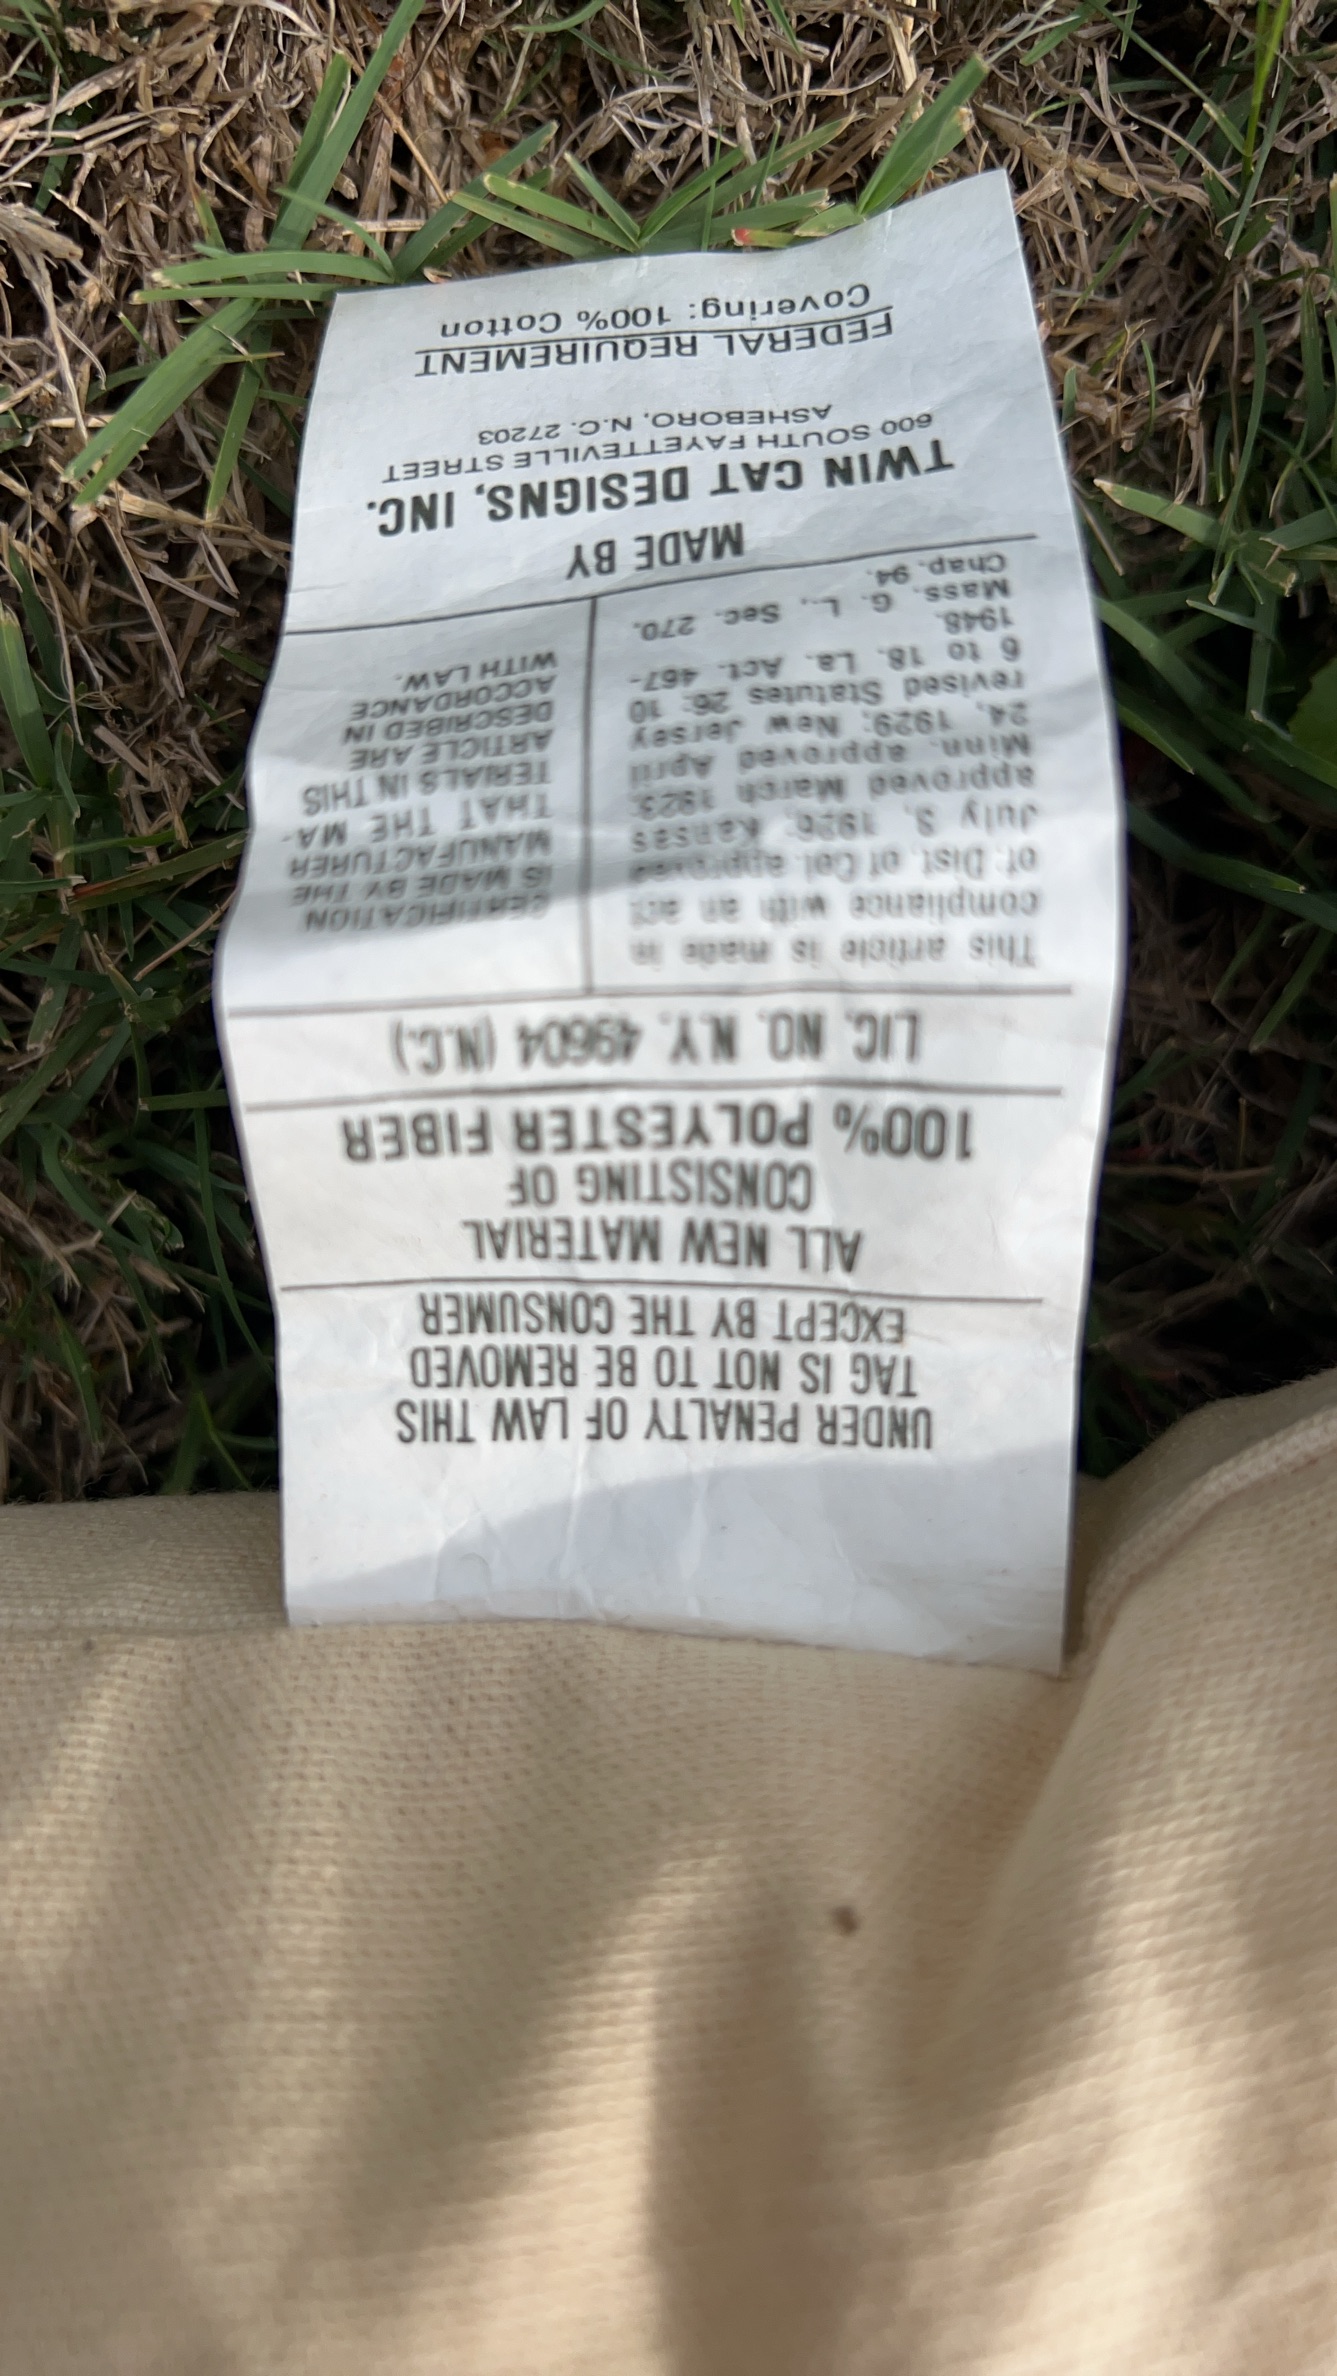 UNDER PENALTY OF LAW THIS
TAG IS NOT TO BE REMOVED
EXCEPT BY THE CONSUMER
ALL NEW MATERIAL
CONSISTING OF
100% POLYESTER FIBER
LIC. NO. N.Y. 49604 (N.C.)
This article is made in
compliance with an act
of Dist. of Col. approved
July 3, 1926; Kansas
approved March 1923;
Minn. approved April
24, 1929; New Jersey
revised Statutes 26: 10
6 to 18. La. Act. 467-
1948.
Mass. G. L., Sec. 270,
Chap. 94.
CERTIFICATION
IS MADE BY THE
MANUFACTURER
THAT THE MA-
TERIALS IN THIS
ARTICLE ARE
DESCRIBED IN
ACCORDANCE
WITH LAW.
MADE BY
TWIN CAT DESIGNS, INC.
600 SOUTH FAYETTEVILLE STREET
ASHEBORO, N.C. 27203
FEDERAL REQUIREMENT
Covering: 100% Cotton